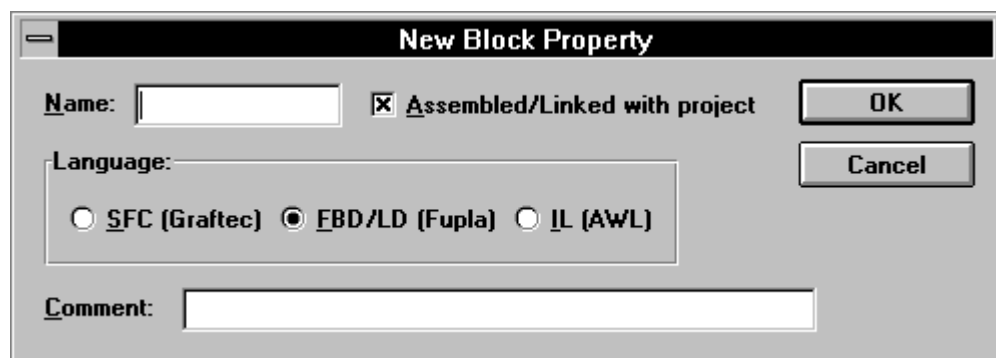 New Block Property
Name: Assembled/Linked with project OK
Language: Cancel
SFC (Graftec) FBD/LD (Fupla) IL (AWL)
Comment: